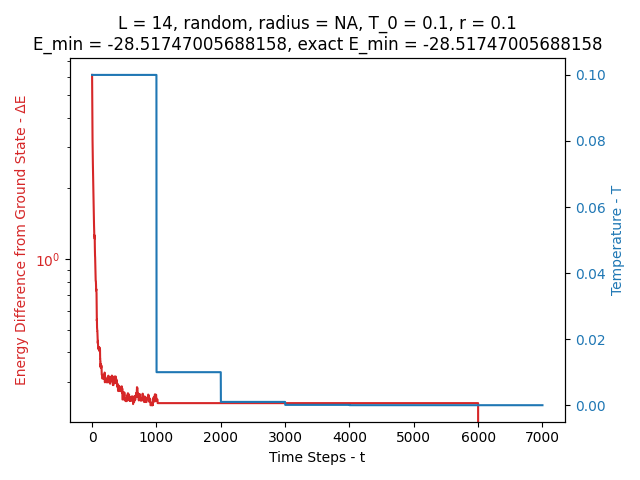 L = 14, random, radius = NA, T_0 = 0.1, r = 0.1
E_min = -28.51747005688158, exact E_min = -28.51747005688158
Energy Difference from Ground State - ΔE
10^0
0.10
0.08
0.06
0.04
0.02
0.00
Temperature - T
0 1000 2000 3000 4000 5000 6000 7000
Time Steps - t